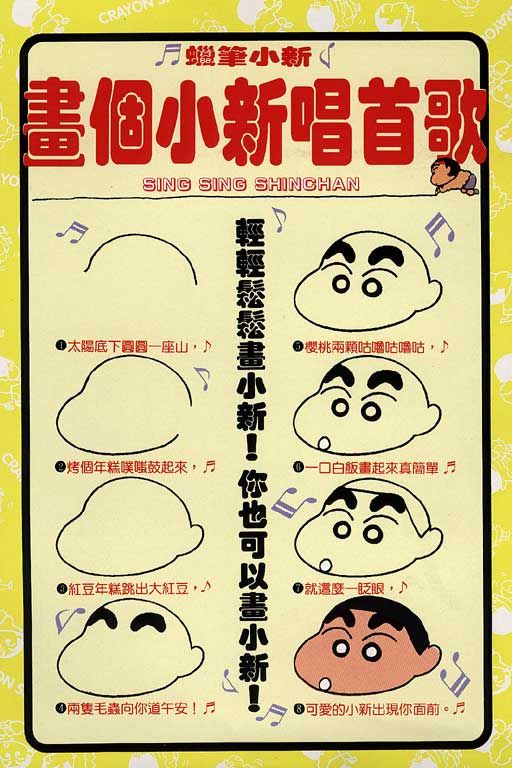 CRAYON S
蠟筆小新
畫個小新唱首歌
SING SING SHINCHAN
輕輕鬆鬆畫小新！你也可以畫小新！
❶太陽底下圓圓一座山，♪
❷烤個年糕噗嗤鼓起來，♬
❸紅豆年糕跳出大紅豆，♪
❹兩隻毛蟲向你道午安！♬
❺櫻桃兩顆咕嚕咕嚕咕，♪
❻一口白飯畫起來真簡單♬
❼就這麼一眨眼，♪
❽可愛的小新出現你面前。♬